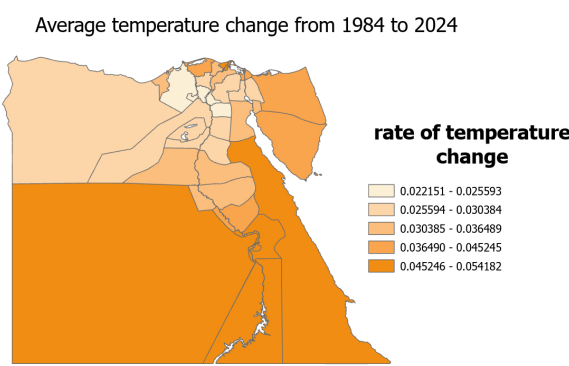 Average temperature change from 1984 to 2024
rate of temperature
change
0.022151 - 0.025593
0.025594 - 0.030384
0.030385 - 0.036489
0.036490 - 0.045245
0.045246 - 0.054182